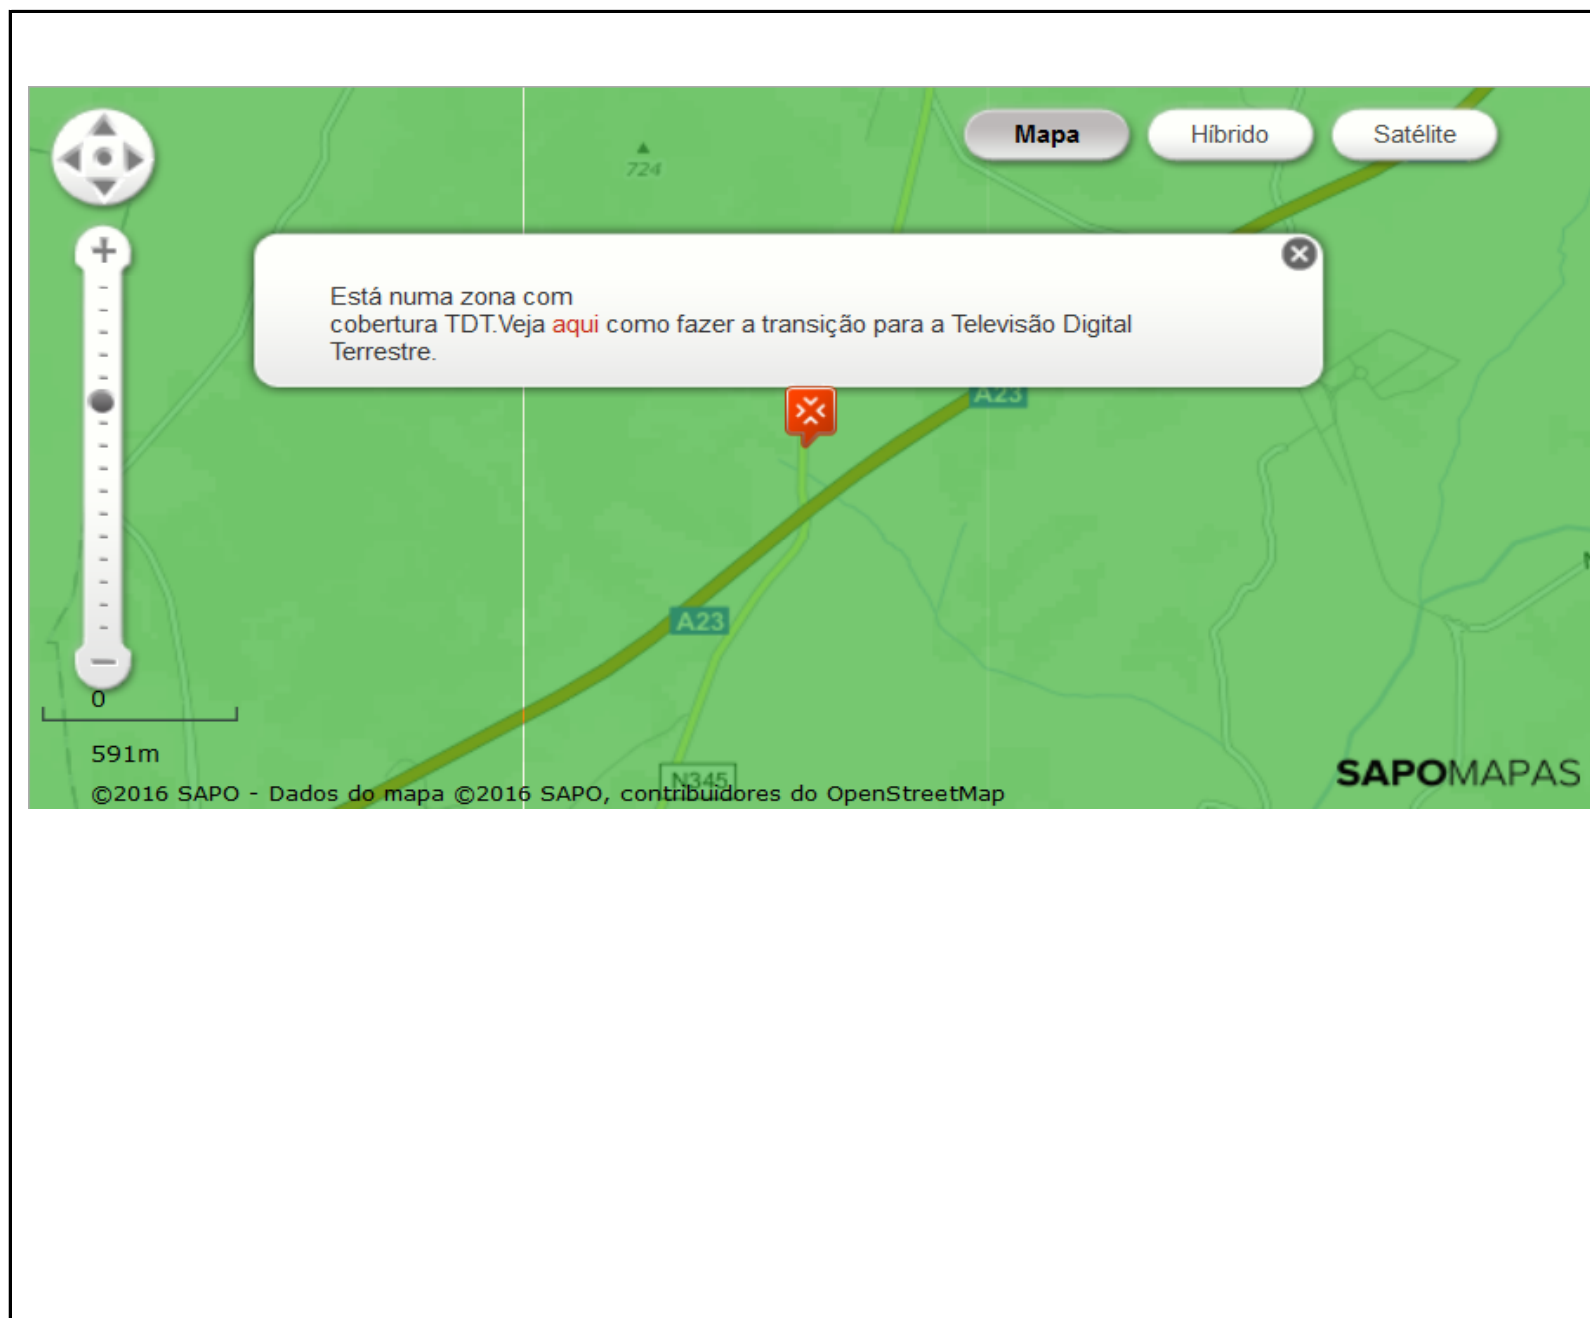 Mapa
Híbrido
Satélite
724
Está numa zona com
cobertura TDT.Veja aqui como fazer a transição para a Televisão Digital
Terrestre.
A23
A23
0
591m
N345
SAPOMAPAS
©2016 SAPO - Dados do mapa ©2016 SAPO, contribuidores do OpenStreetMap